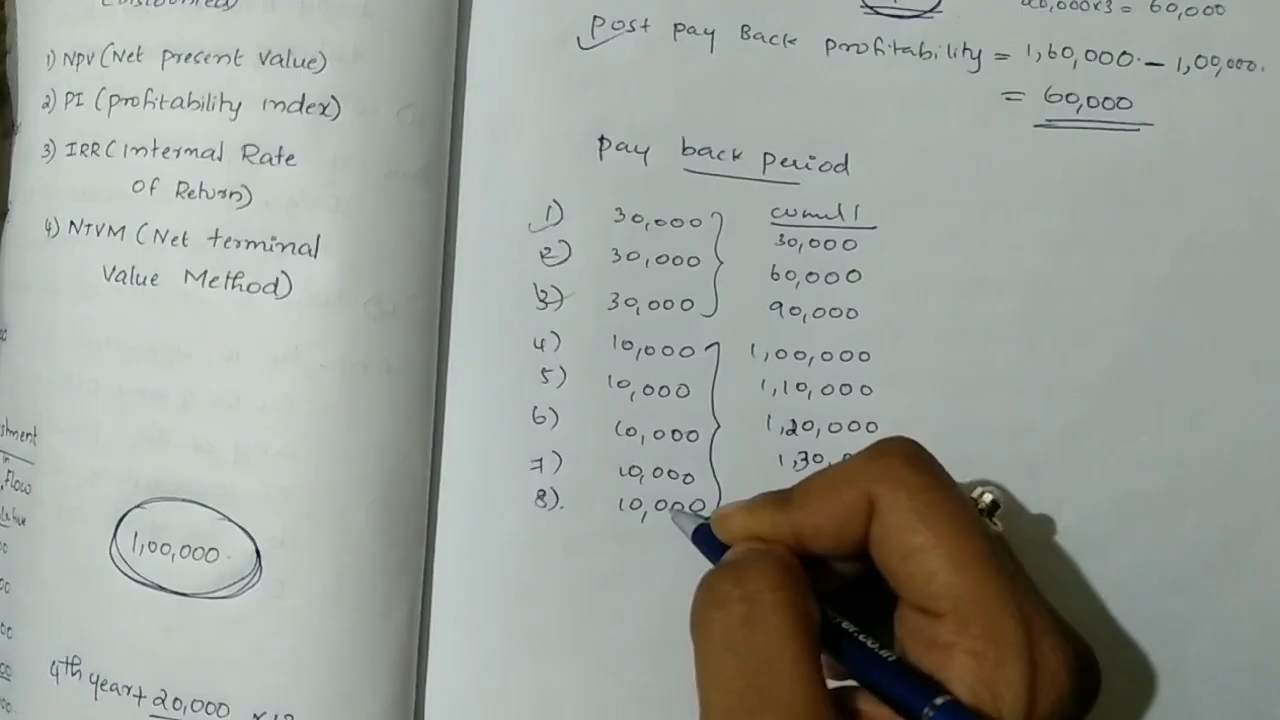 1) NPV (Net present value)
2) PI (profitability index)
3) IRR (Internal Rate
of Return)
4) NTVM (Net terminal
Value Method)
1,00,000
4th year + 20,000
0,000x3 = 60,000
post pay Back profitability = 1,60,000 - 1,00,000.
= 60,000
pay back period
cumul
1) 30,000 30,000
2) 30,000 60,000
3) 30,000 90,000
4) 10,000 1,00,000
5) 10,000 1,10,000
6) 10,000 1,20,000
7) 10,000 1,30,
8). 10,000